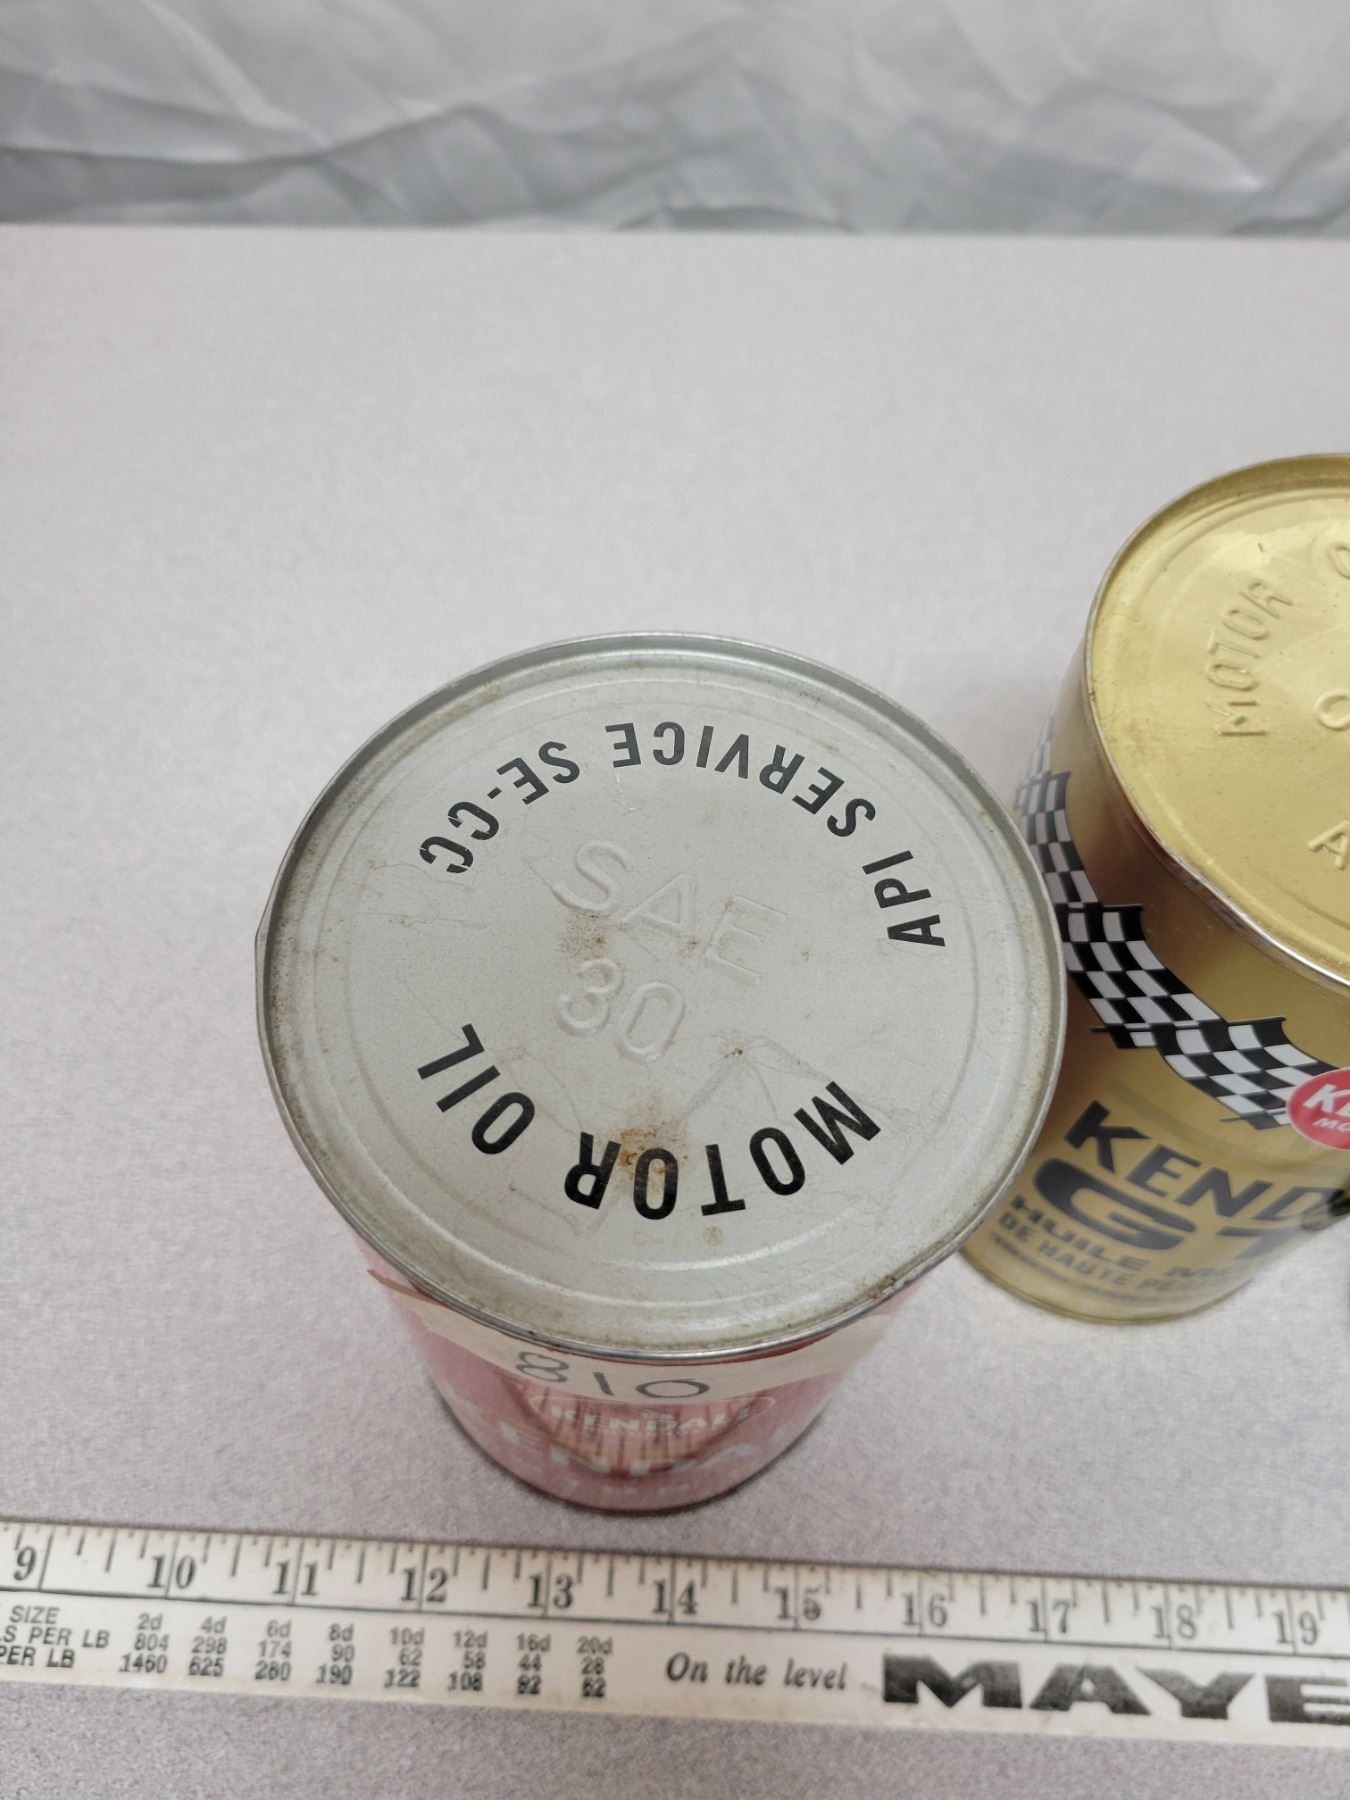 API SERVICE SE-CC
SAE
30
MOTOR OIL
810
KENDALL
MOTOR
KEND
GT
HUILE
DE HAUTE
9 10 11 12 13 14 15 16 17 18 19
SIZE 2d 4d 6d 8d 10d 12d 16d 20d
S PER LB 804 298 174 90 62 58 44 28
PER LB 1460 625 280 190 122 108 92 62
On the level MAYE